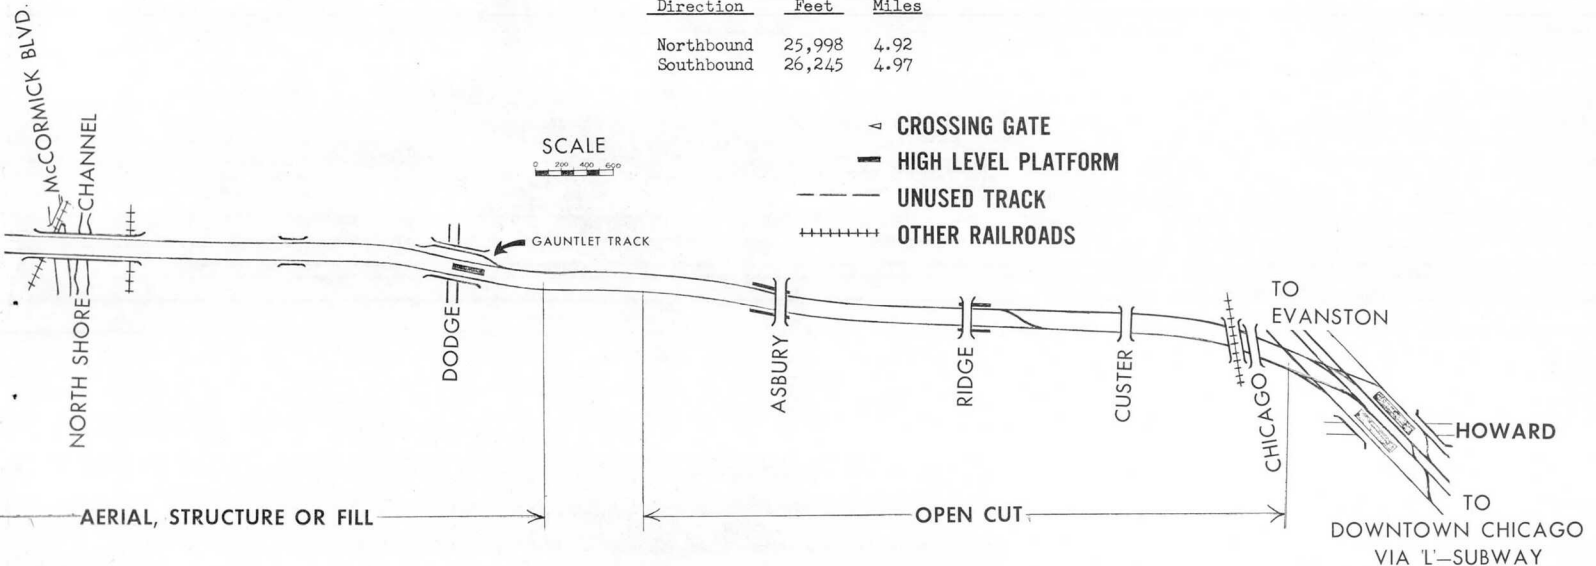 Direction Feet Miles
Northbound 25,998 4.92
Southbound 26,245 4.97
McCORMICK BLVD.
CHANNEL
NORTH SHORE
SCALE
0 200 400 600
CROSSING GATE
HIGH LEVEL PLATFORM
UNUSED TRACK
OTHER RAILROADS
GAUNTLET TRACK
DODGE
ASBURY
RIDGE
CUSTER
CHICAGO
TO
EVANSTON
HOWARD
AERIAL, STRUCTURE OR FILL
OPEN CUT
TO
DOWNTOWN CHICAGO
VIA 'L'—SUBWAY